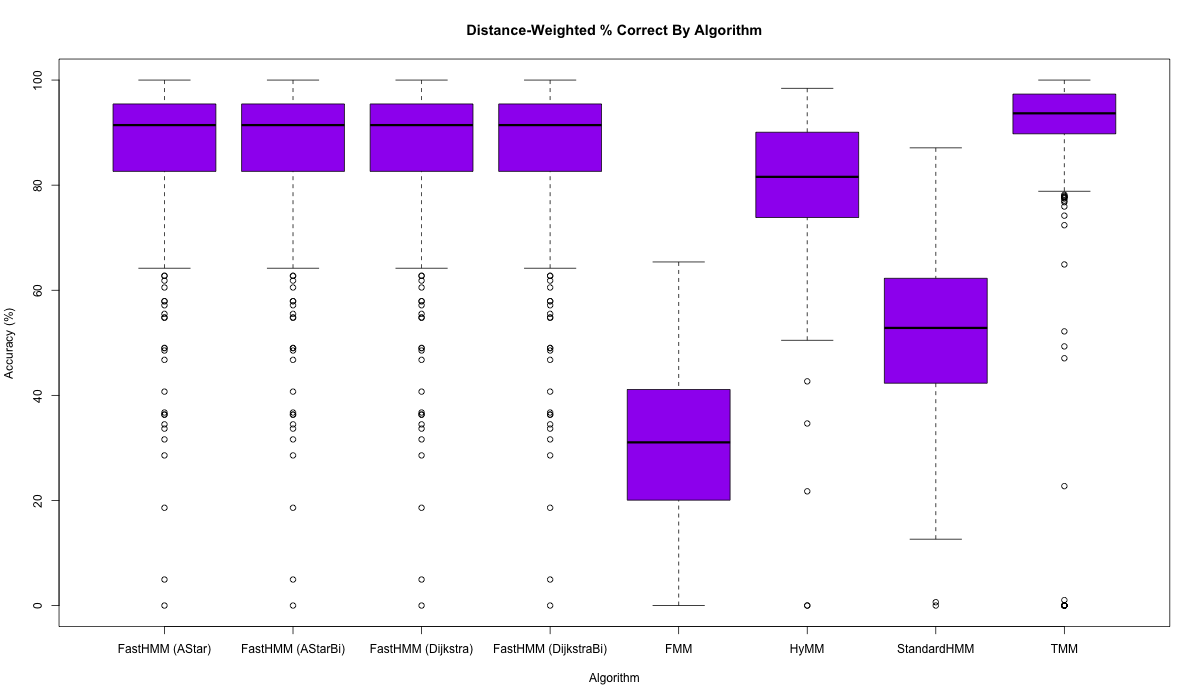 Distance-Weighted % Correct By Algorithm
Accuracy (%)
100
80
60
40
20
0
FastHMM (AStar) FastHMM (AStarBi) FastHMM (Dijkstra) FastHMM (DijkstraBi) FMM HyMM StandardHMM TMM
Algorithm